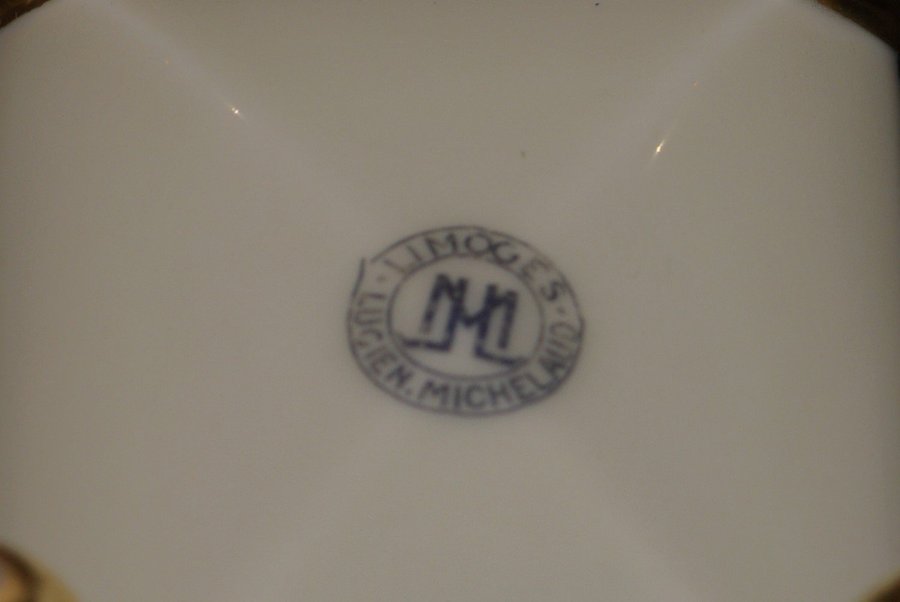 · LIMOGES ·
LUCIEN. MICHELAUD